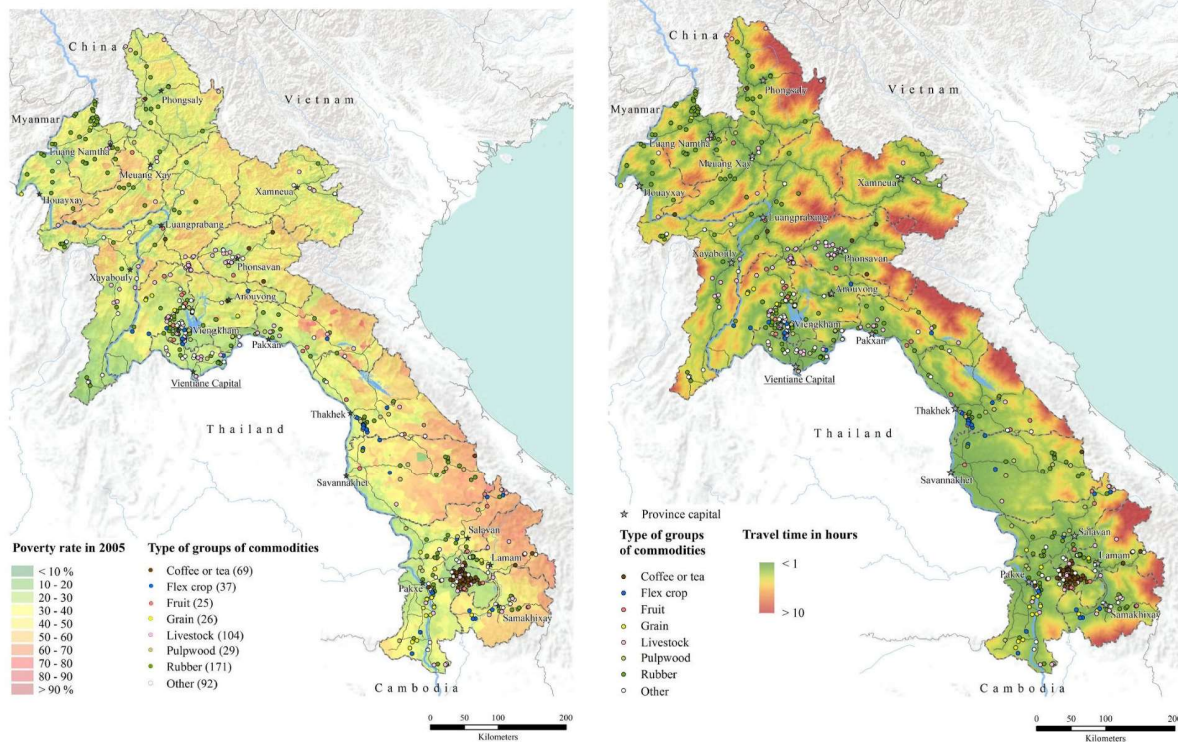 China
Vietnam
Myanmar
Phongsaly
Luang Namtha
Meuang Xay
Houayxay
Xamneua
Luangprabang
Xayabouly
Phonsavan
Anouvong
Viengkham
Pakxan
Vientiane Capital
Thakhek
Thailand
Savannakhet
Salavan
Lamam
Pakxe
Samakhixay
Cambodia
Poverty rate in 2005
< 10 %
10 - 20
20 - 30
30 - 40
40 - 50
50 - 60
60 - 70
70 - 80
80 - 90
> 90 %
Type of groups of commodities
Coffee or tea (69)
Flex crop (37)
Fruit (25)
Grain (26)
Livestock (104)
Pulpwood (29)
Rubber (171)
Other (92)
0 50 100 200
Kilometers
China
Vietnam
Myanmar
Phongsaly
Luang Namtha
Meuang Xay
Houayxay
Xamneua
Luangprabang
Xayabouly
Phonsavan
Anouvong
Viengkham
Pakxan
Vientiane Capital
Thakhek
Thailand
Savannakhet
Salavan
Lamam
Pakxe
Samakhixay
Cambodia
Province capital
Type of groups
of commodities
Coffee or tea
Flex crop
Fruit
Grain
Livestock
Pulpwood
Rubber
Other
Travel time in hours
< 1
> 10
0 50 100 200
Kilometers